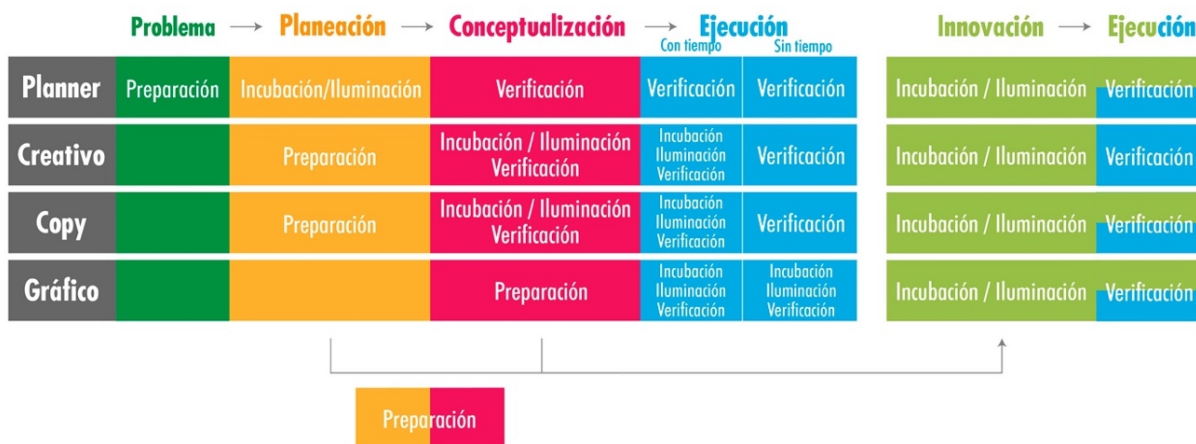 Problema → Planeación → Conceptualización → Ejecución Innovación → Ejecución
Con tiempo Sin tiempo
Planner Preparación Incubación/Iluminación Verificación Verificación Verificación Incubación / Iluminación Verificación
Creativo Preparación Incubación / Iluminación Verificación Incubación Iluminación Verificación Verificación Incubación / Iluminación Verificación
Copy Preparación Incubación / Iluminación Verificación Incubación Iluminación Verificación Verificación Incubación / Iluminación Verificación
Gráfico Preparación Incubación Iluminación Verificación Incubación Iluminación Verificación Incubación / Iluminación Verificación
Preparación